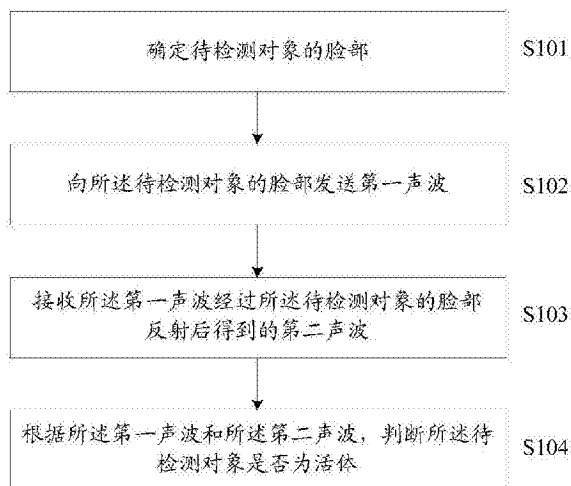 确定待检测对象的脸部
S101
向所述待检测对象的脸部发送第一声波
S102
接收所述第一声波经过所述待检测对象的脸部
反射后得到的第二声波
S103
根据所述第一声波和所述第二声波，判断所述待
检测对象是否为活体
S104